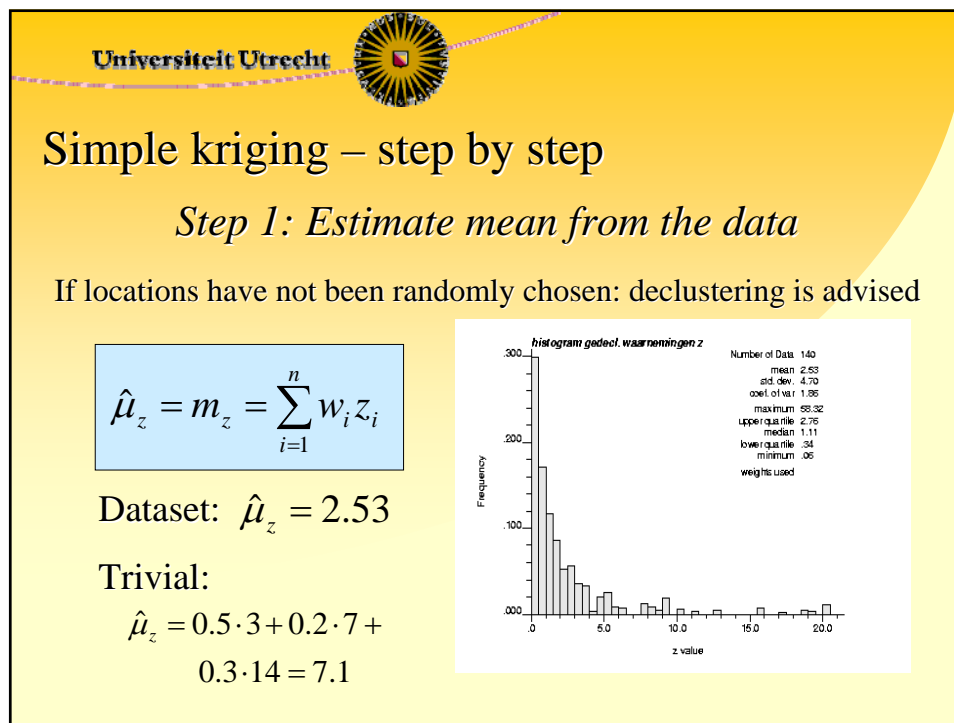 Universiteit Utrecht
Simple kriging – step by step
Step 1: Estimate mean from the data
If locations have not been randomly chosen: declustering is advised
μ̂_z = m_z = ∑_{i=1}^{n} w_i z_i
Dataset: μ̂_z = 2.53
Trivial:
μ̂_z = 0.5·3 + 0.2·7 +
0.3·14 = 7.1
histogram gedecl. waarnemingen z
Number of Data 140
mean 2.53
std. dev. 4.70
coef. of var 1.86
maximum 58.32
upper quartile 2.76
median 1.11
lower quartile .34
minimum .06
weights used
Frequency
.300
.200
.100
.000
.0 5.0 10.0 15.0 20.0
z value